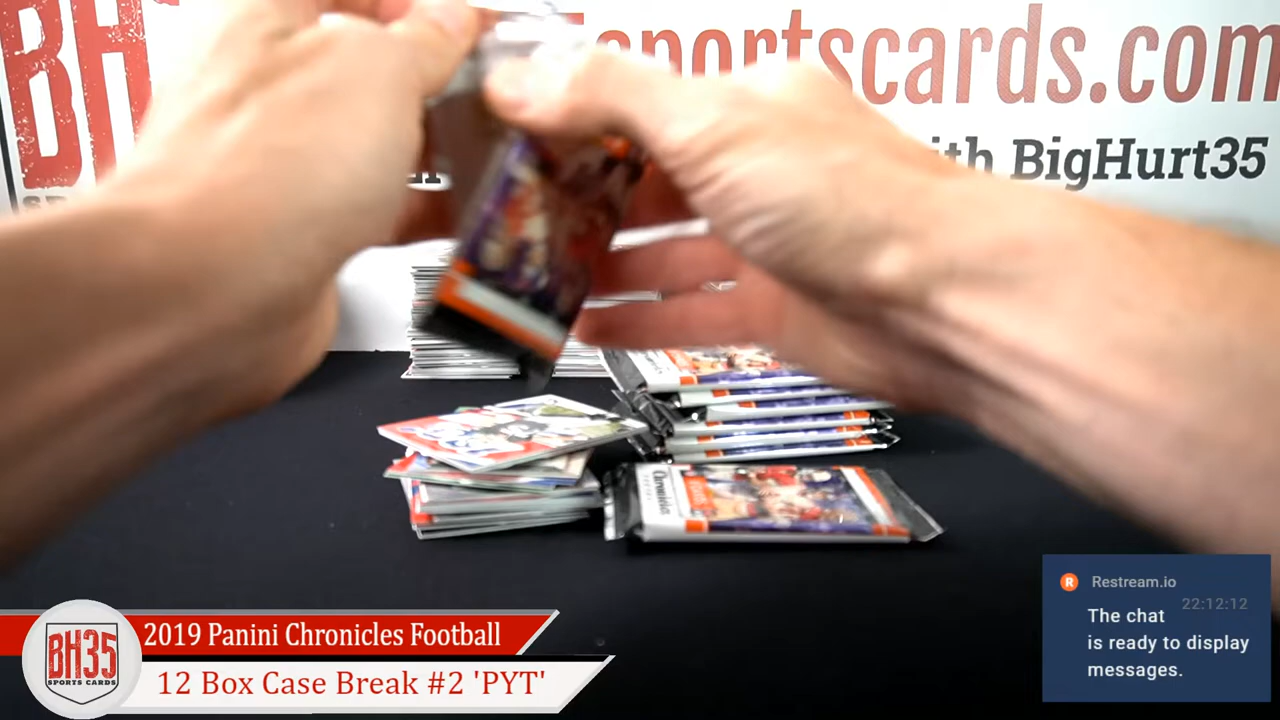 BH
sportscards.com
with BigHurt35
Chronicles
2019 Panini Chronicles Football
12 Box Case Break #2 'PYT'
BH35
SPORTS CARDS
R Restream.io
22:12:12
The chat
is ready to display
messages.